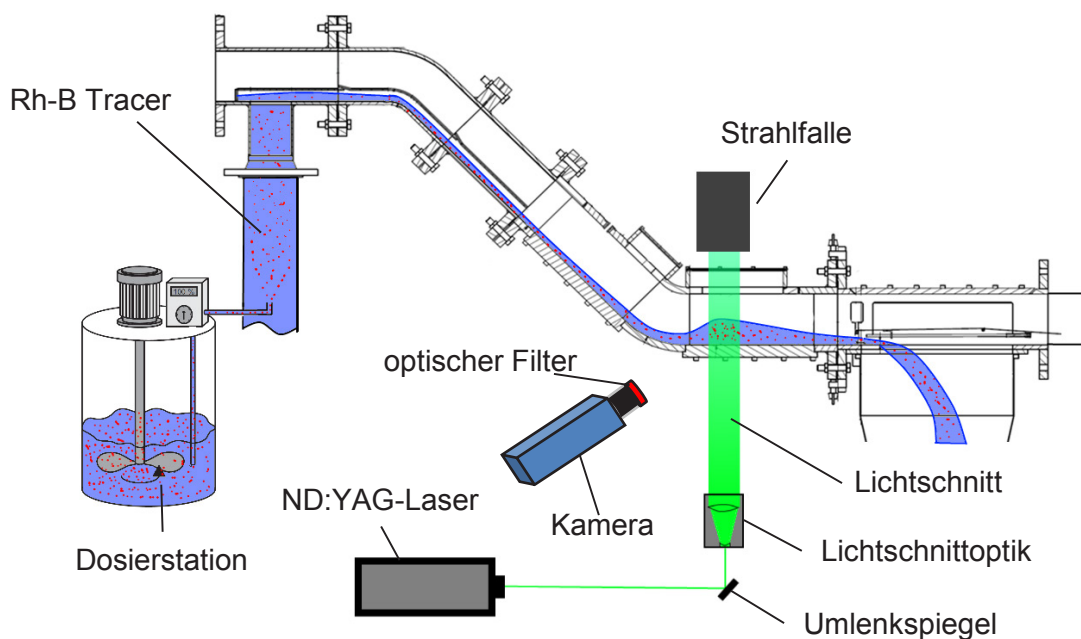 Rh-B Tracer
Strahlfalle
optischer Filter
Lichtschnitt
ND:YAG-Laser
Kamera
Dosierstation
Lichtschnittoptik
Umlenkspiegel